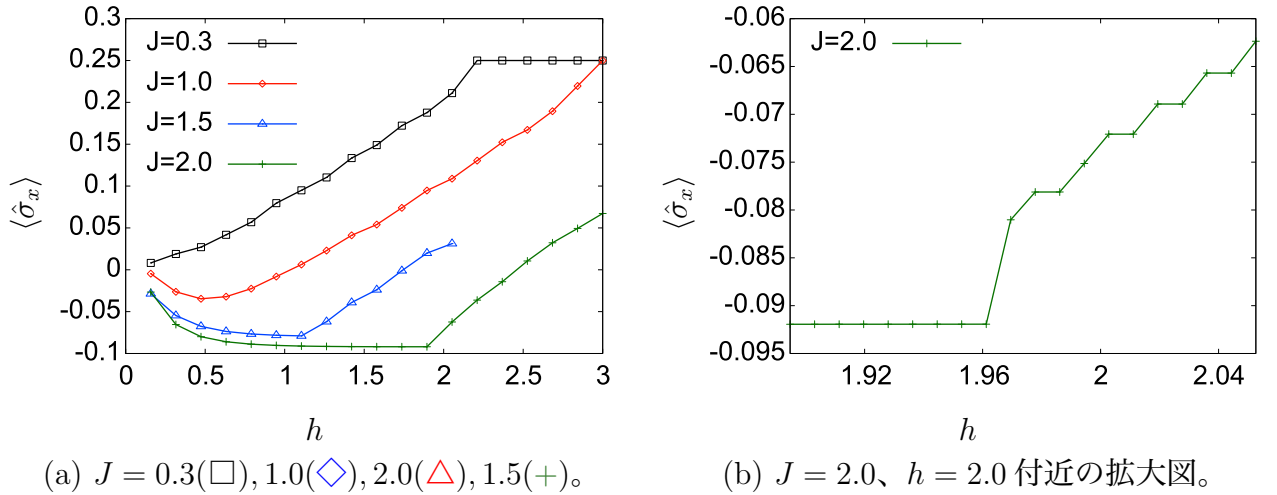 0.3
0.25
0.2
0.15
0.1
0.05
0
-0.05
-0.1
0 0.5 1 1.5 2 2.5 3
J=0.3
J=1.0
J=1.5
J=2.0
⟨σ̂ₓ⟩
h
(a) J = 0.3(□), 1.0(◇), 2.0(△), 1.5(+)。
-0.06
-0.065
-0.07
-0.075
-0.08
-0.085
-0.09
-0.095
1.92 1.96 2 2.04
J=2.0
⟨σ̂ₓ⟩
h
(b) J = 2.0、h = 2.0 付近の拡大図。